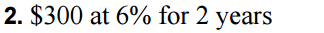 2. $300 at 6% for 2 years